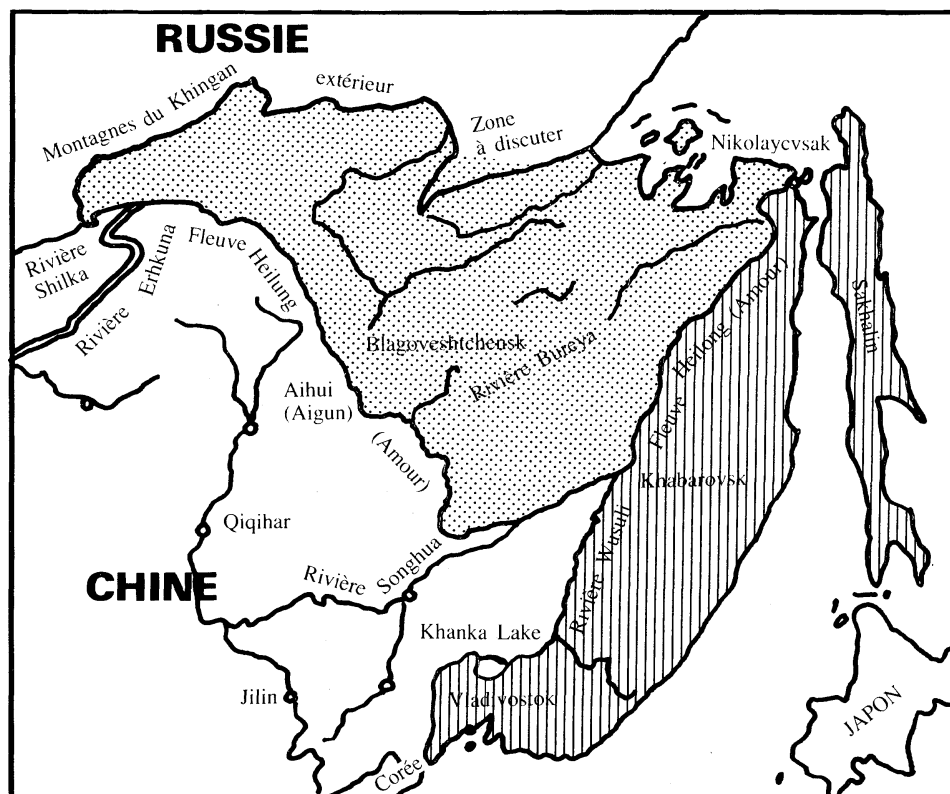 RUSSIE
Montagnes du Khingan
extérieur
Zone
à discuter
Nikolaycvsak
Rivière
Shilka
Rivière
Erhkuna
Fleuve
Heilung
Sakhalin
Blagoveshtchensk
Rivière Bureya
Fleuve Heilong (Amour)
Aihui
(Aigun)
(Amour)
Khabarovsk
Qiqihar
Rivière Wusuli
CHINE
Rivière
Songhua
Khanka Lake
Jilin
Vladivostok
JAPON
Corée